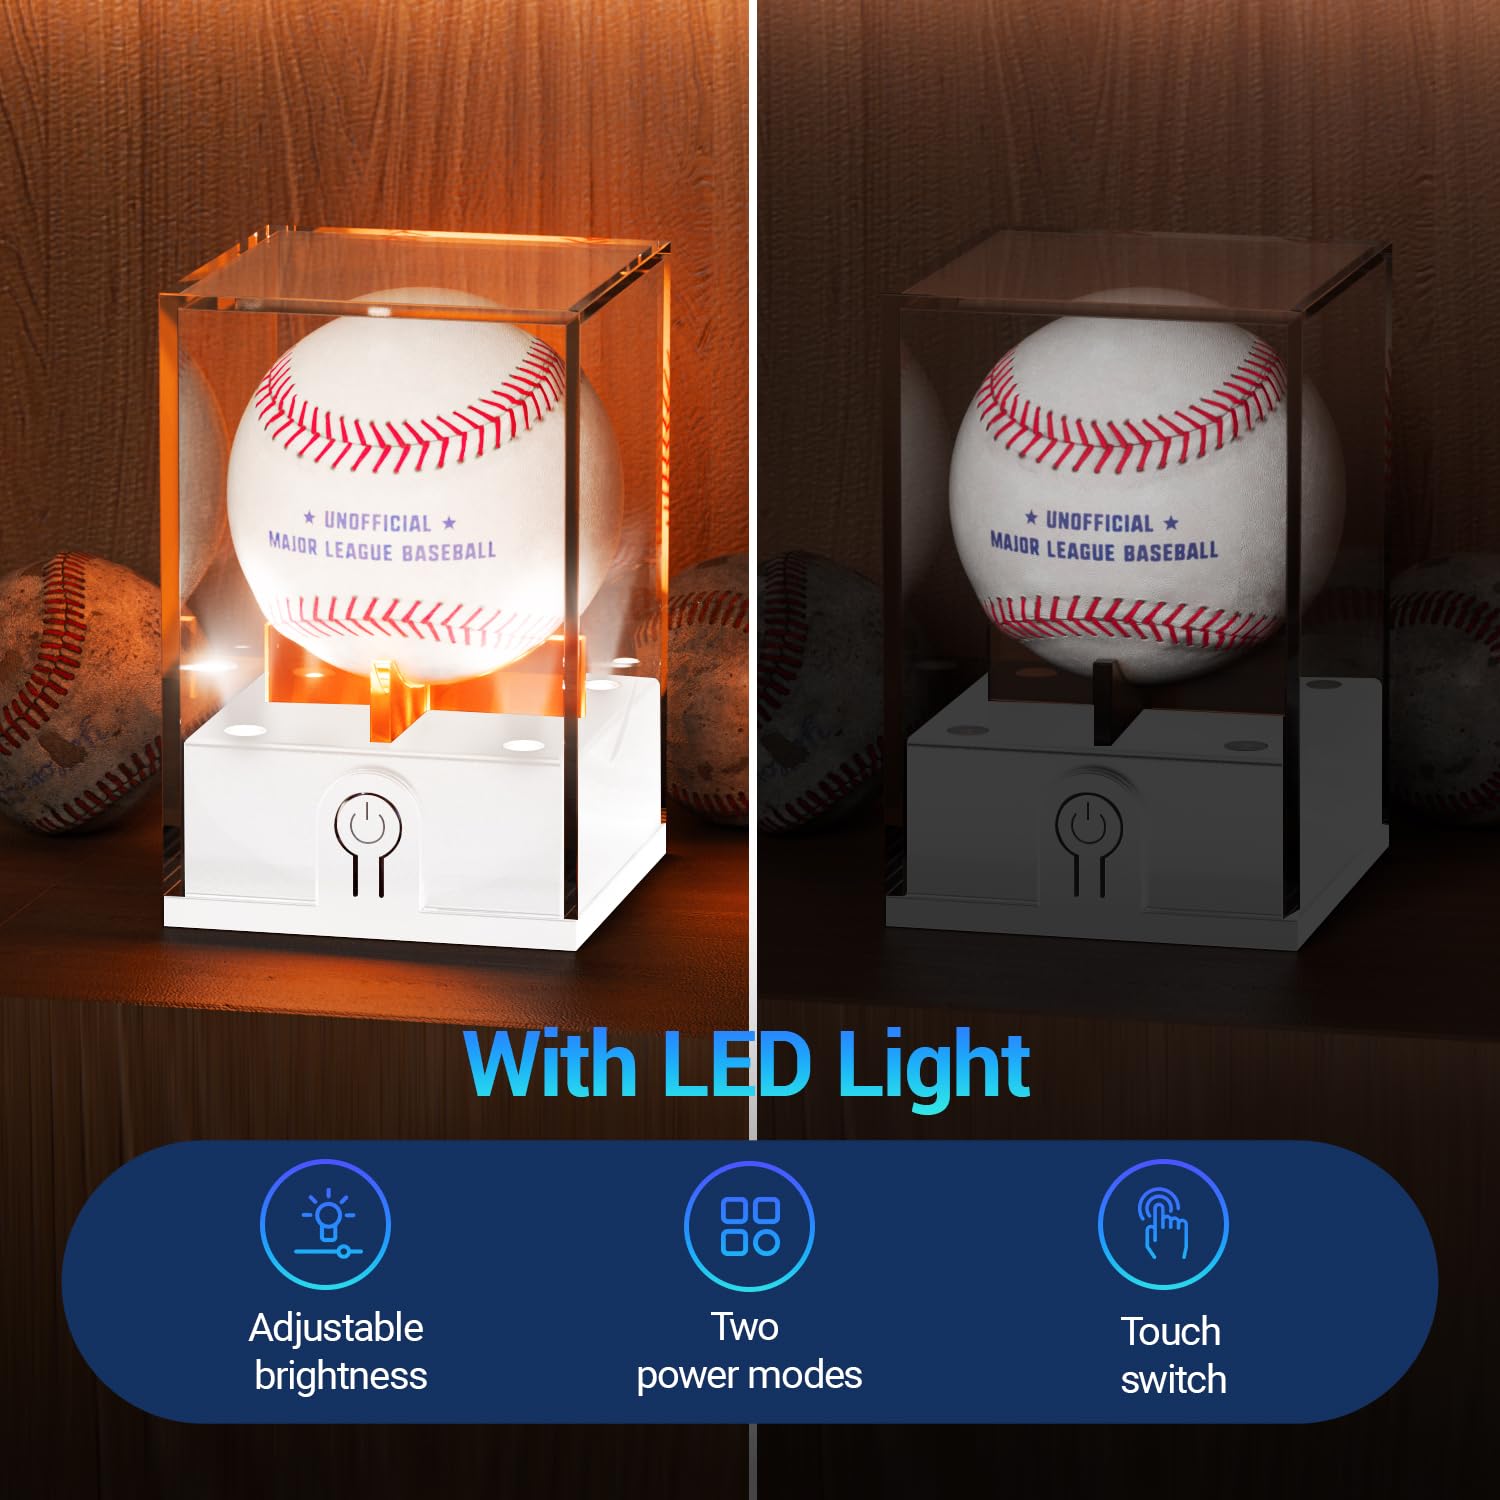 ★ UNOFFICIAL ★
MAJOR LEAGUE BASEBALL
★ UNOFFICIAL ★
MAJOR LEAGUE BASEBALL
With LED Light
Adjustable
brightness
Two
power modes
Touch
switch